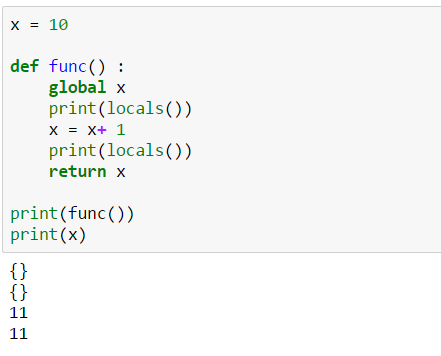 x = 10
def func() :
    global x
    print(locals())
    x = x+ 1
    print(locals())
    return x
print(func())
print(x)
{}
{}
11
11